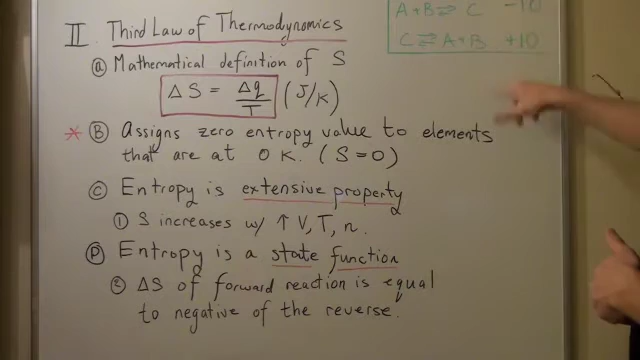 II Third Law of Thermodynamics
A+B ⇌ C -10
C ⇌ A+B +10
ⓐ Mathematical definition of S
ΔS = Δq/T (J/K)
* Ⓑ Assigns zero entropy value to elements
that are at 0 K. (S=0)
Ⓒ Entropy is extensive property
① S increases w/ ↑ V, T, n.
Ⓓ Entropy is a state function
② ΔS of forward reaction is equal
to negative of the reverse.